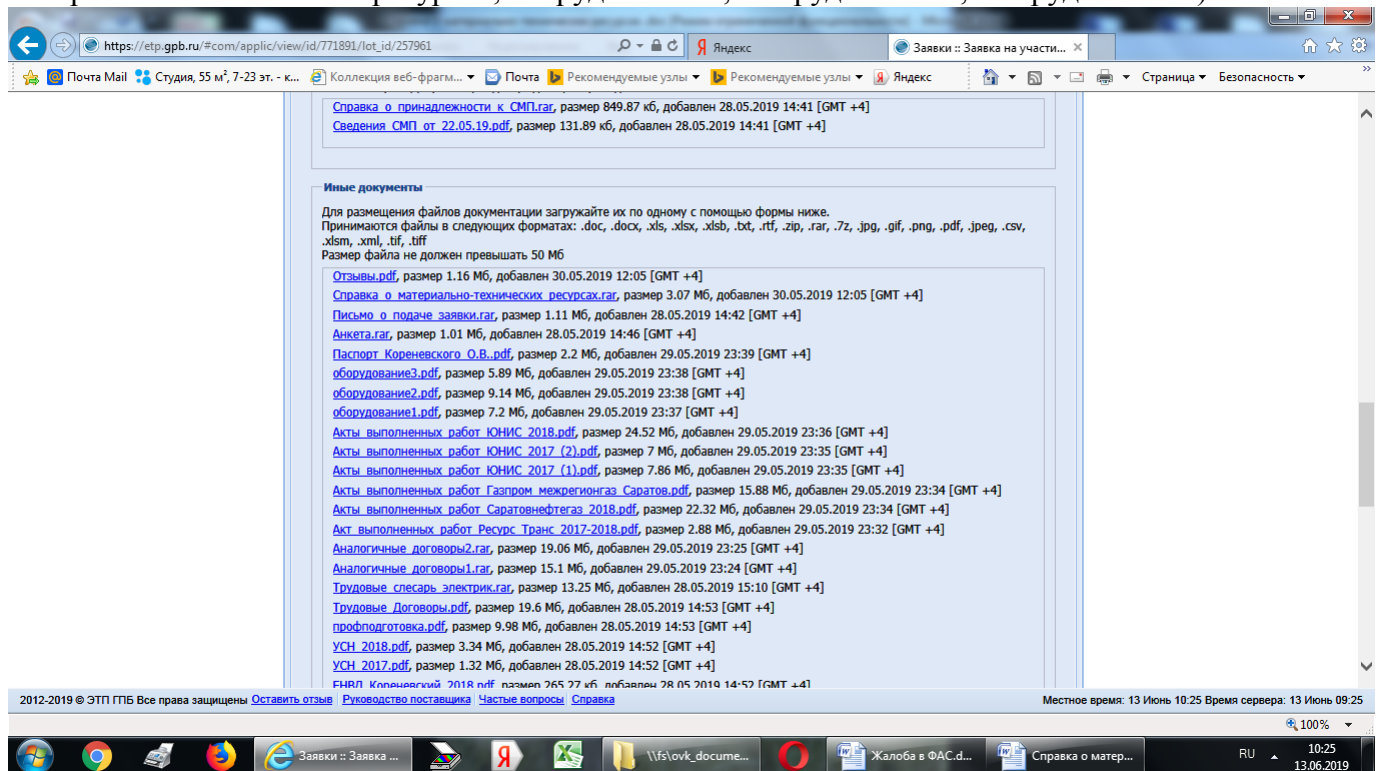 https://etp.gpb.ru/#com/applic/view/id/771891/lot_id/257961
Яндекс
Заявки :: Заявка на участи...
Почта Mail
Студия, 55 м², 7-23 эт. - к...
Коллекция веб-фрагм...
Почта
Рекомендуемые узлы
Рекомендуемые узлы
Яндекс
Страница
Безопасность
Справка_о_принадлежности_к_СМП.rar, размер 849.87 кб, добавлен 28.05.2019 14:41 [GMT +4]
Сведения_СМП_от_22.05.19.pdf, размер 131.89 кб, добавлен 28.05.2019 14:41 [GMT +4]
Иные документы
Для размещения файлов документации загружайте их по одному с помощью формы ниже.
Принимаются файлы в следующих форматах: .doc, .docx, .xls, .xlsx, .xlsb, .txt, .rtf, .zip, .rar, .7z, .jpg, .gif, .png, .pdf, .jpeg, .csv,
.xlsm, .xml, .tif, .tiff
Размер файла не должен превышать 50 Мб
Отзывы.pdf, размер 1.16 Мб, добавлен 30.05.2019 12:05 [GMT +4]
Справка_о_материально-технических_ресурсах.rar, размер 3.07 Мб, добавлен 30.05.2019 12:05 [GMT +4]
Письмо_о_подаче_заявки.rar, размер 1.11 Мб, добавлен 28.05.2019 14:42 [GMT +4]
Анкета.rar, размер 1.01 Мб, добавлен 28.05.2019 14:46 [GMT +4]
Паспорт_Кореневского_О.В..pdf, размер 2.2 Мб, добавлен 29.05.2019 23:39 [GMT +4]
оборудование3.pdf, размер 5.89 Мб, добавлен 29.05.2019 23:38 [GMT +4]
оборудование2.pdf, размер 9.14 Мб, добавлен 29.05.2019 23:38 [GMT +4]
оборудование1.pdf, размер 7.2 Мб, добавлен 29.05.2019 23:37 [GMT +4]
Акты_выполненных_работ_ЮНИС_2018.pdf, размер 24.52 Мб, добавлен 29.05.2019 23:36 [GMT +4]
Акты_выполненных_работ_ЮНИС_2017_(2).pdf, размер 7 Мб, добавлен 29.05.2019 23:35 [GMT +4]
Акты_выполненных_работ_ЮНИС_2017_(1).pdf, размер 7.86 Мб, добавлен 29.05.2019 23:35 [GMT +4]
Акты_выполненных_работ_Газпром_межрегионгаз_Саратов.pdf, размер 15.88 Мб, добавлен 29.05.2019 23:34 [GMT +4]
Акты_выполненных_работ_Саратовнефтегаз_2018.pdf, размер 22.32 Мб, добавлен 29.05.2019 23:34 [GMT +4]
Акт_выполненных_работ_Ресурс_Транс_2017-2018.pdf, размер 2.88 Мб, добавлен 29.05.2019 23:32 [GMT +4]
Аналогичные_договоры2.rar, размер 19.06 Мб, добавлен 29.05.2019 23:25 [GMT +4]
Аналогичные_договоры1.rar, размер 15.1 Мб, добавлен 29.05.2019 23:24 [GMT +4]
Трудовые_слесарь_электрик.rar, размер 13.25 Мб, добавлен 28.05.2019 15:10 [GMT +4]
Трудовые_Договоры.pdf, размер 19.6 Мб, добавлен 28.05.2019 14:53 [GMT +4]
профподготовка.pdf, размер 9.98 Мб, добавлен 28.05.2019 14:53 [GMT +4]
УСН_2018.pdf, размер 3.34 Мб, добавлен 28.05.2019 14:52 [GMT +4]
УСН_2017.pdf, размер 1.32 Мб, добавлен 28.05.2019 14:52 [GMT +4]
ЕНВД_Кореневский_2018.pdf, размер 265.27 кб, добавлен 28.05.2019 14:52 [GMT +4]
2012-2019 © ЭТП ГПБ Все права защищены Оставить отзыв Руководство поставщика Частые вопросы Справка Местное время: 13 Июнь 10:25 Время сервера: 13 Июнь 09:25
100%
Заявки :: Заявка ...
\\fs\ovk_docume...
Жалоба в ФАС.d...
Справка о матер...
RU
10:25
13.06.2019